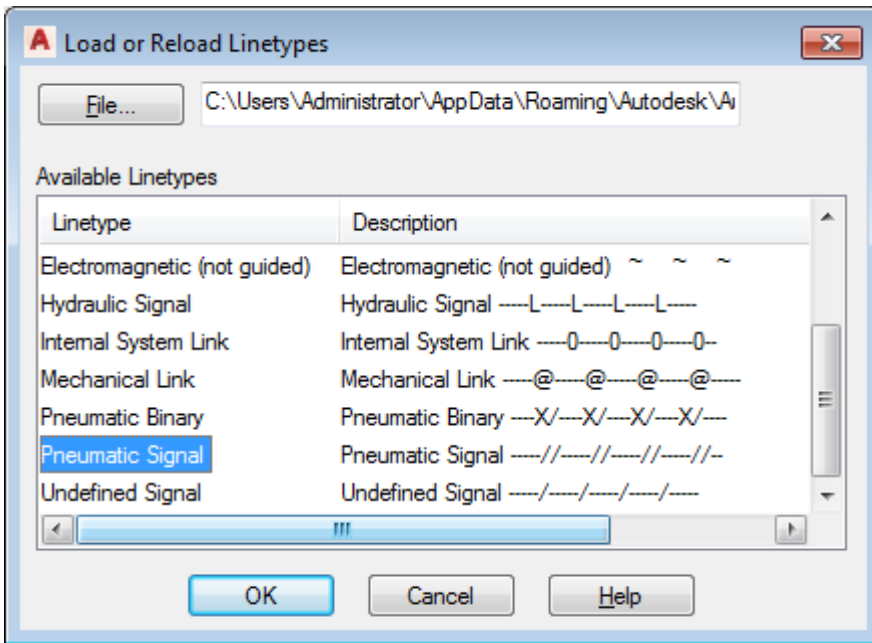 Load or Reload Linetypes
File... C:\Users\Administrator\AppData\Roaming\Autodesk\
Available Linetypes
Linetype Description
Electromagnetic (not guided) Electromagnetic (not guided) ~ ~ ~
Hydraulic Signal Hydraulic Signal -----L-----L-----L-----L-----
Internal System Link Internal System Link -----0-----0-----0-----0--
Mechanical Link Mechanical Link -----@-----@-----@-----@-----
Pneumatic Binary Pneumatic Binary ----X/----X/----X/----X/----
Pneumatic Signal Pneumatic Signal -----//-----//-----//-----//--
Undefined Signal Undefined Signal -----/-----/-----/-----/-----
OK Cancel Help